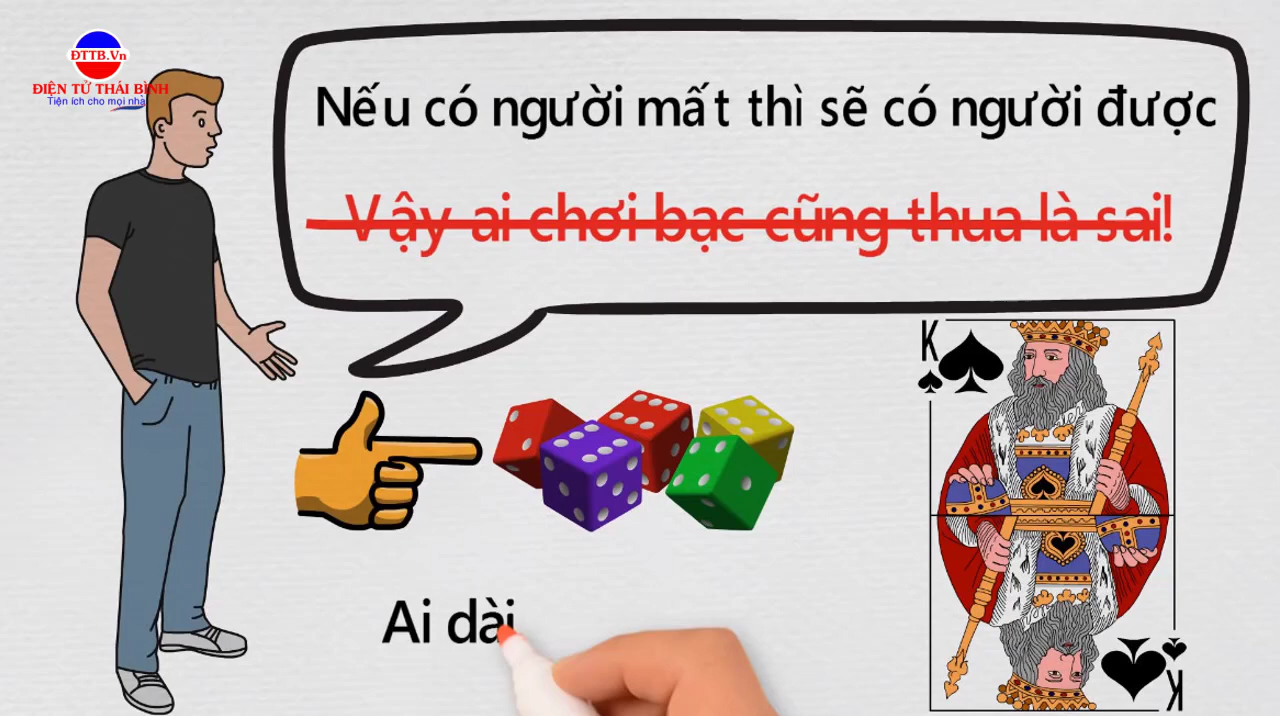 ĐTTB.Vn
ĐIỆN TỬ THÁI BÌNH
Tiện ích cho mọi nhà
Nếu có người mất thì sẽ có người được
Vậy ai chơi bạc cũng thua là sai!
K
Ai dài
K